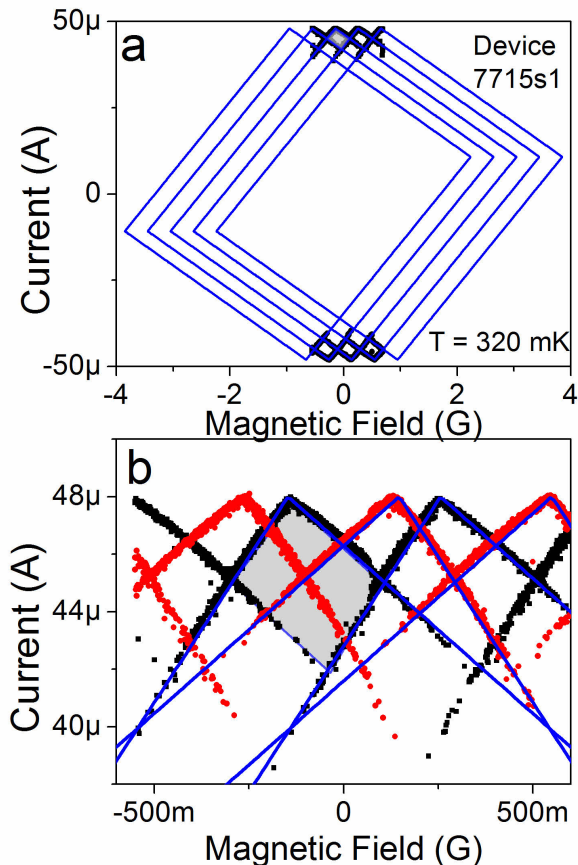 a
Device
7715s1
T = 320 mK
50µ
0
-50µ
Current (A)
-4 -2 0 2 4
Magnetic Field (G)
b
48µ
44µ
40µ
Current (A)
-500m 0 500m
Magnetic Field (G)